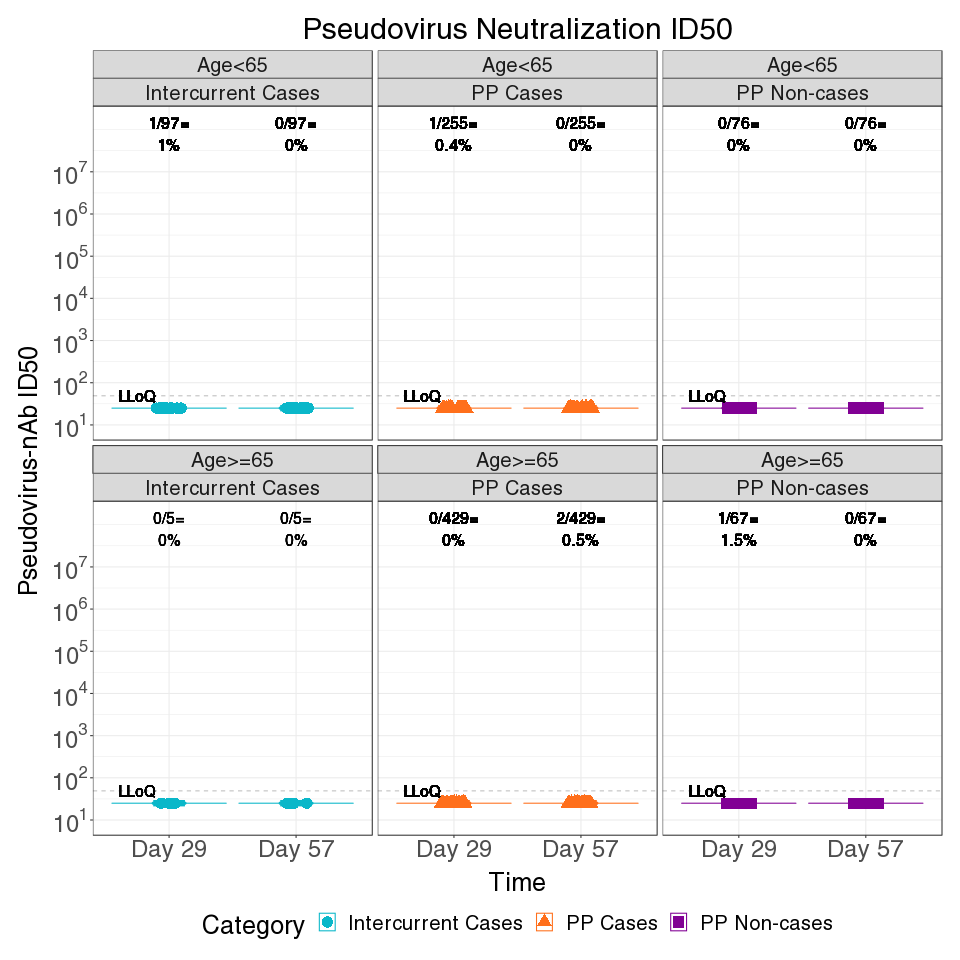 Pseudovirus Neutralization ID50
Age<65 Age<65 Age<65
Intercurrent Cases PP Cases PP Non-cases
1/97= 0/97= 1/255= 0/255= 0/76= 0/76=
1% 0% 0.4% 0% 0% 0%
10^7
10^6
10^5
10^4
10^3
10^2
LLoQ LLoQ LLoQ
10^1
Pseudovirus-nAb ID50
Age>=65 Age>=65 Age>=65
Intercurrent Cases PP Cases PP Non-cases
0/5= 0/5= 0/429= 2/429= 1/67= 0/67=
0% 0% 0% 0.5% 1.5% 0%
10^7
10^6
10^5
10^4
10^3
10^2
LLoQ LLoQ LLoQ
10^1
Day 29 Day 57 Day 29 Day 57 Day 29 Day 57
Time
Category Intercurrent Cases PP Cases PP Non-cases